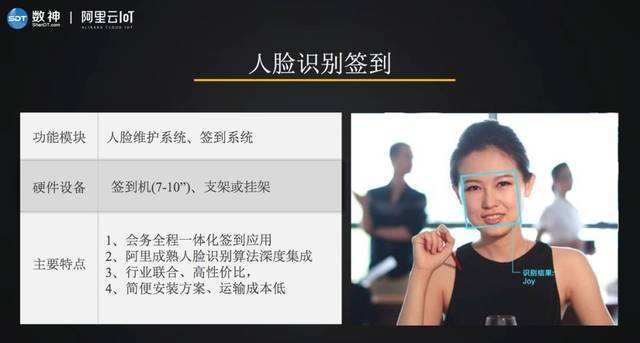 SDT 数神 阿里云IoT
ShenDT.com ALIBABA CLOUD IOT
人脸识别签到
功能模块 人脸维护系统、签到系统
硬件设备 签到机(7-10”)、支架或挂架
主要特点
1、会务全程一体化签到应用
2、阿里成熟人脸识别算法深度集成
3、行业联合、高性价比，
4、简便安装方案、运输成本低
识别结果:
Joy